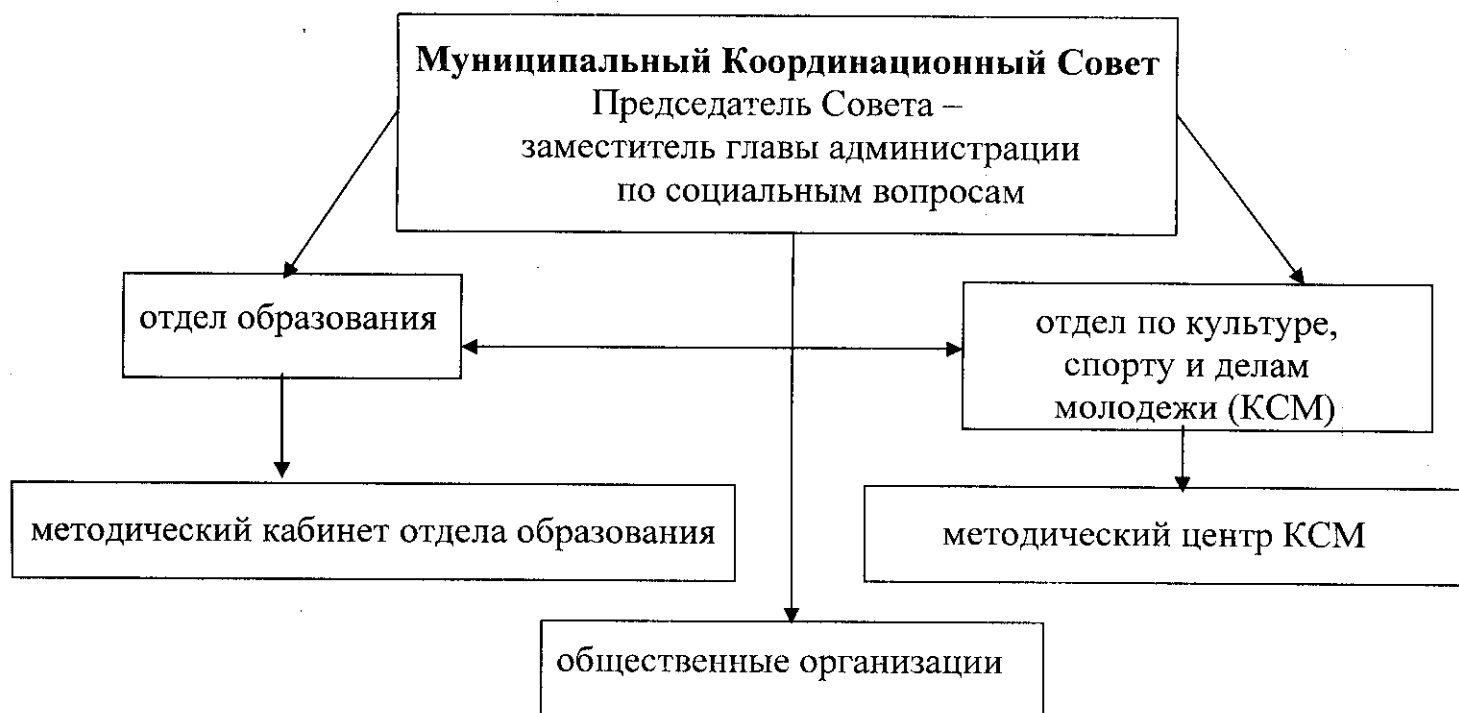 Муниципальный Координационный Совет
Председатель Совета –
заместитель главы администрации
по социальным вопросам
отдел образования
отдел по культуре,
спорту и делам
молодежи (КСМ)
методический кабинет отдела образования
методический центр КСМ
общественные организации